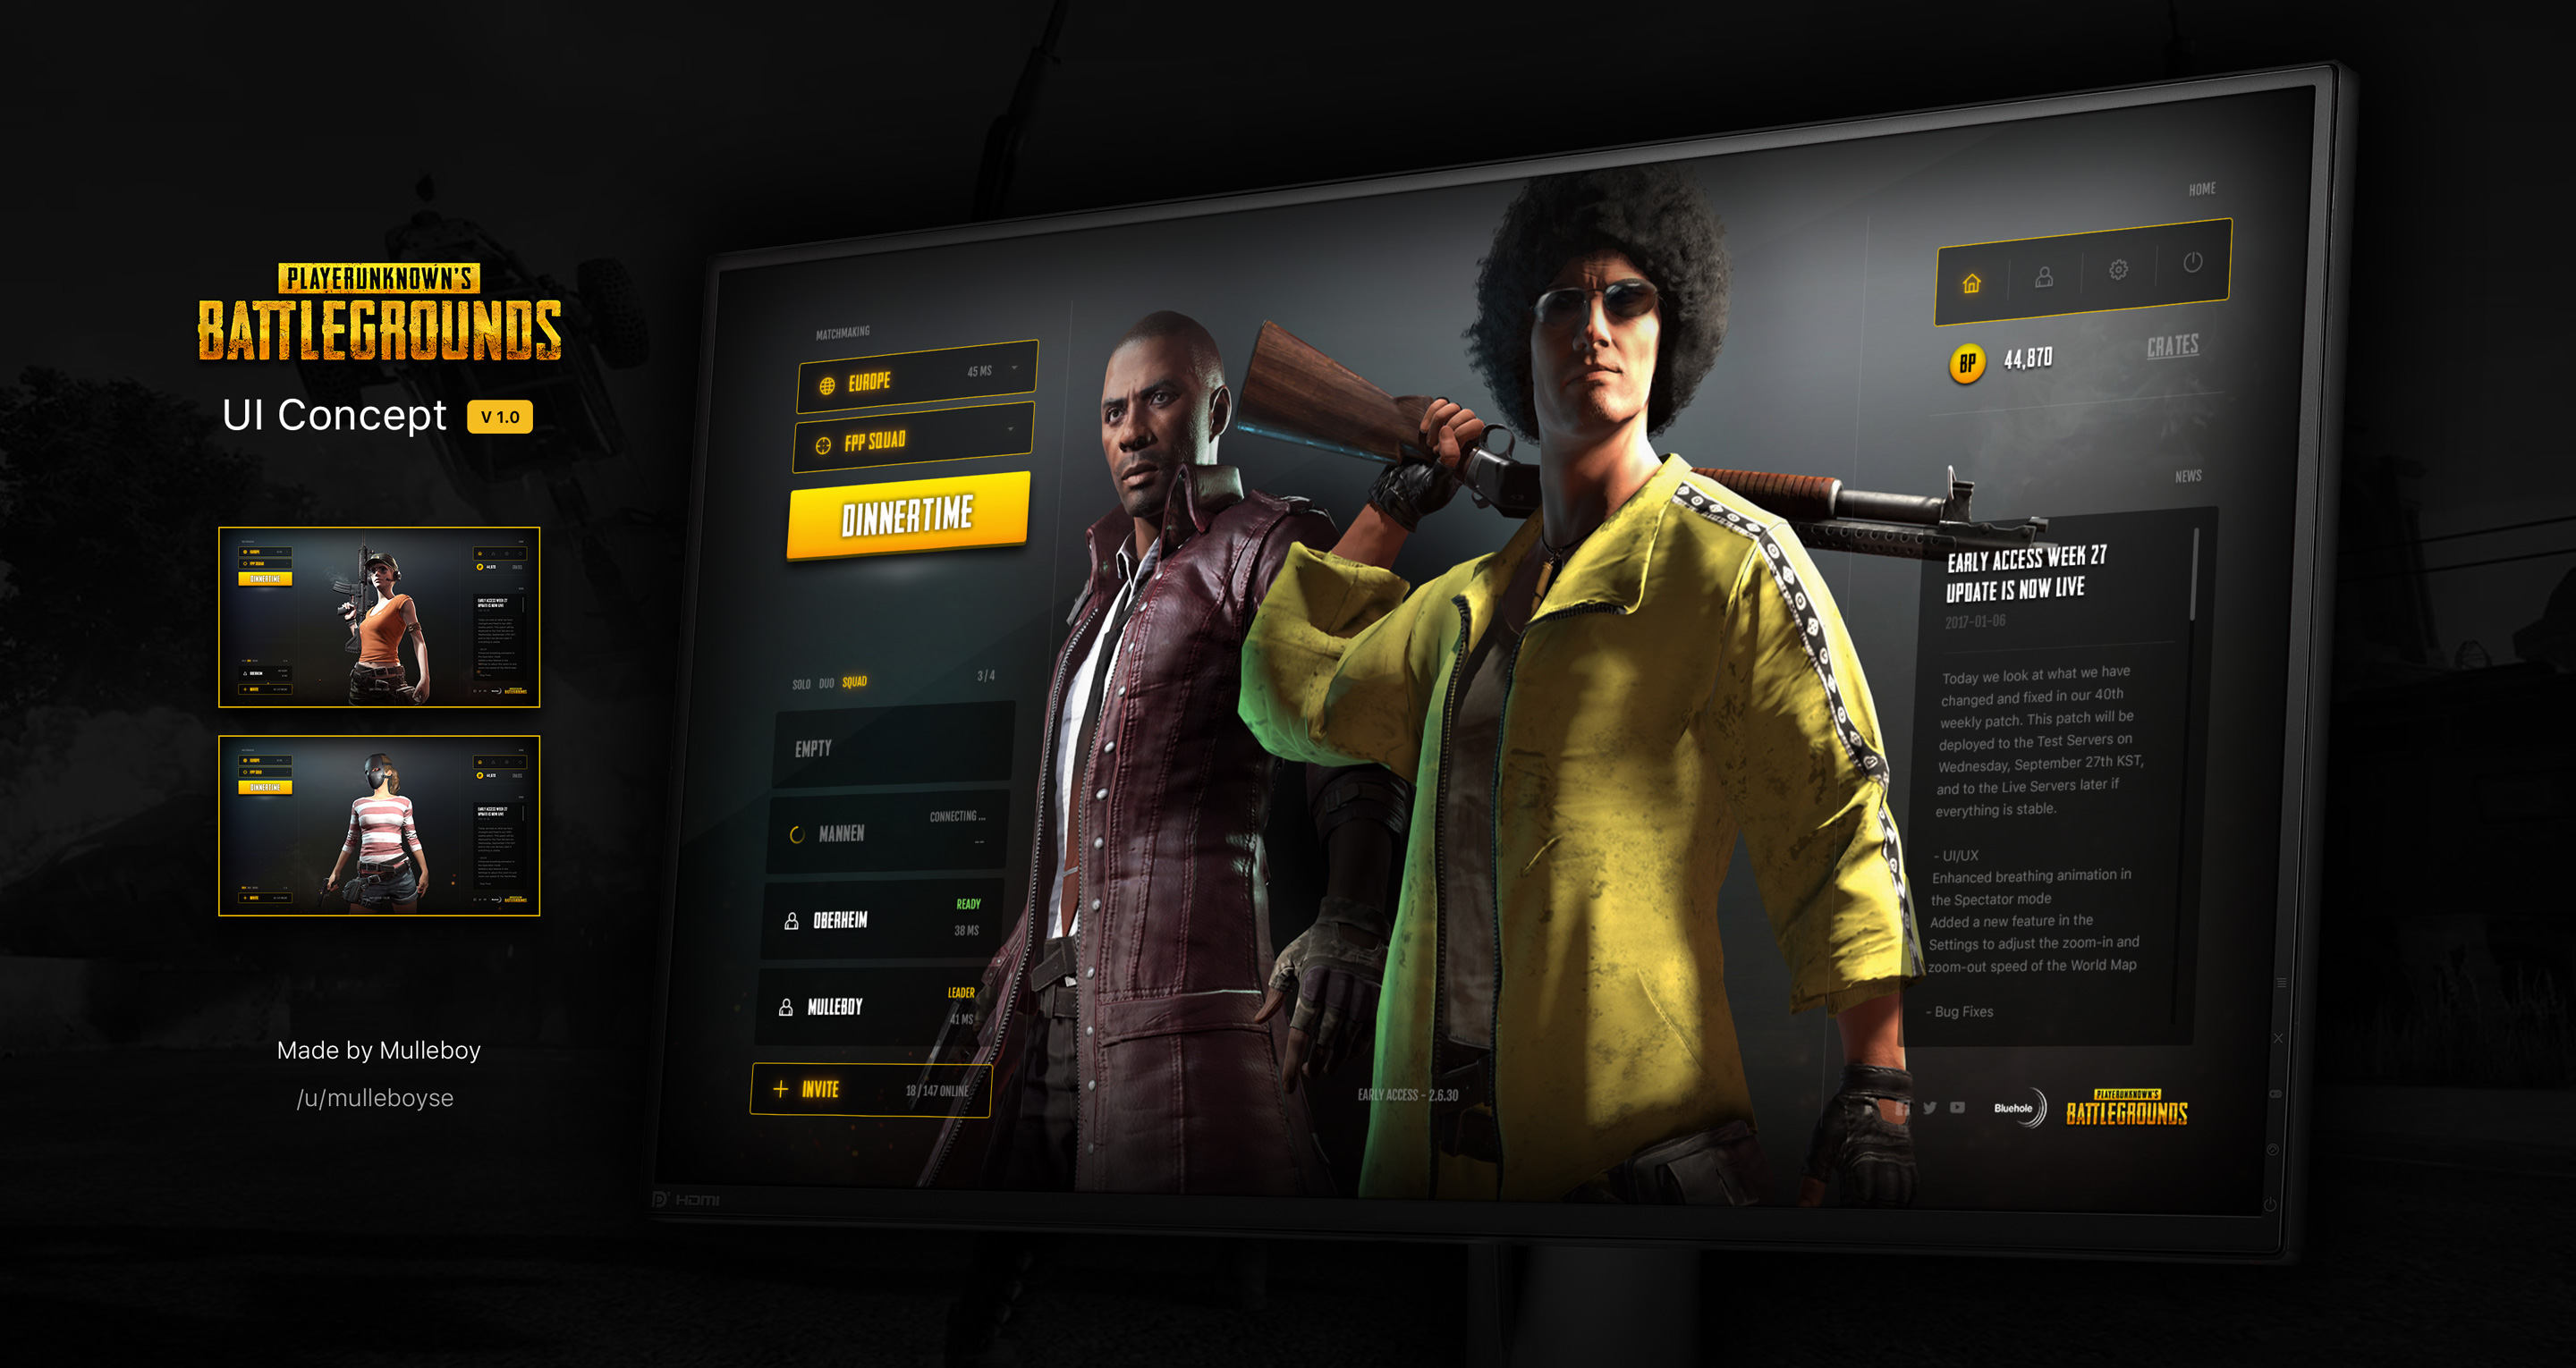 PLAYERUNKNOWN'S
BATTLEGROUNDS
UI Concept V 1.0
DINNERTIME
DINNERTIME
Made by Mulleboy
/u/mulleboyse
MATCHMAKING
EUROPE 45 MS
FPP SQUAD
DINNERTIME
SOLO DUO SQUAD 3/4
EMPTY
MANNEN CONNECTING ...
--
OBERHEIM READY
38 MS
MULLEBOY LEADER
41 MS
INVITE 18/147 ONLINE
EARLY ACCESS - 2.6.30
HOME
BP 44,870 CRATES
NEWS
EARLY ACCESS WEEK 27
UPDATE IS NOW LIVE
2017-01-06
Today we look at what we have
changed and fixed in our 40th
weekly patch. This patch will be
deployed to the Test Servers on
Wednesday, September 27th KST,
and to the Live Servers later if
everything is stable.
- UI/UX
Enhanced breathing animation in
the Spectator mode
Added a new feature in the
Settings to adjust the zoom-in and
zoom-out speed of the World Map
- Bug Fixes
Bluehole
PLAYERUNKNOWN'S
BATTLEGROUNDS
HDMI